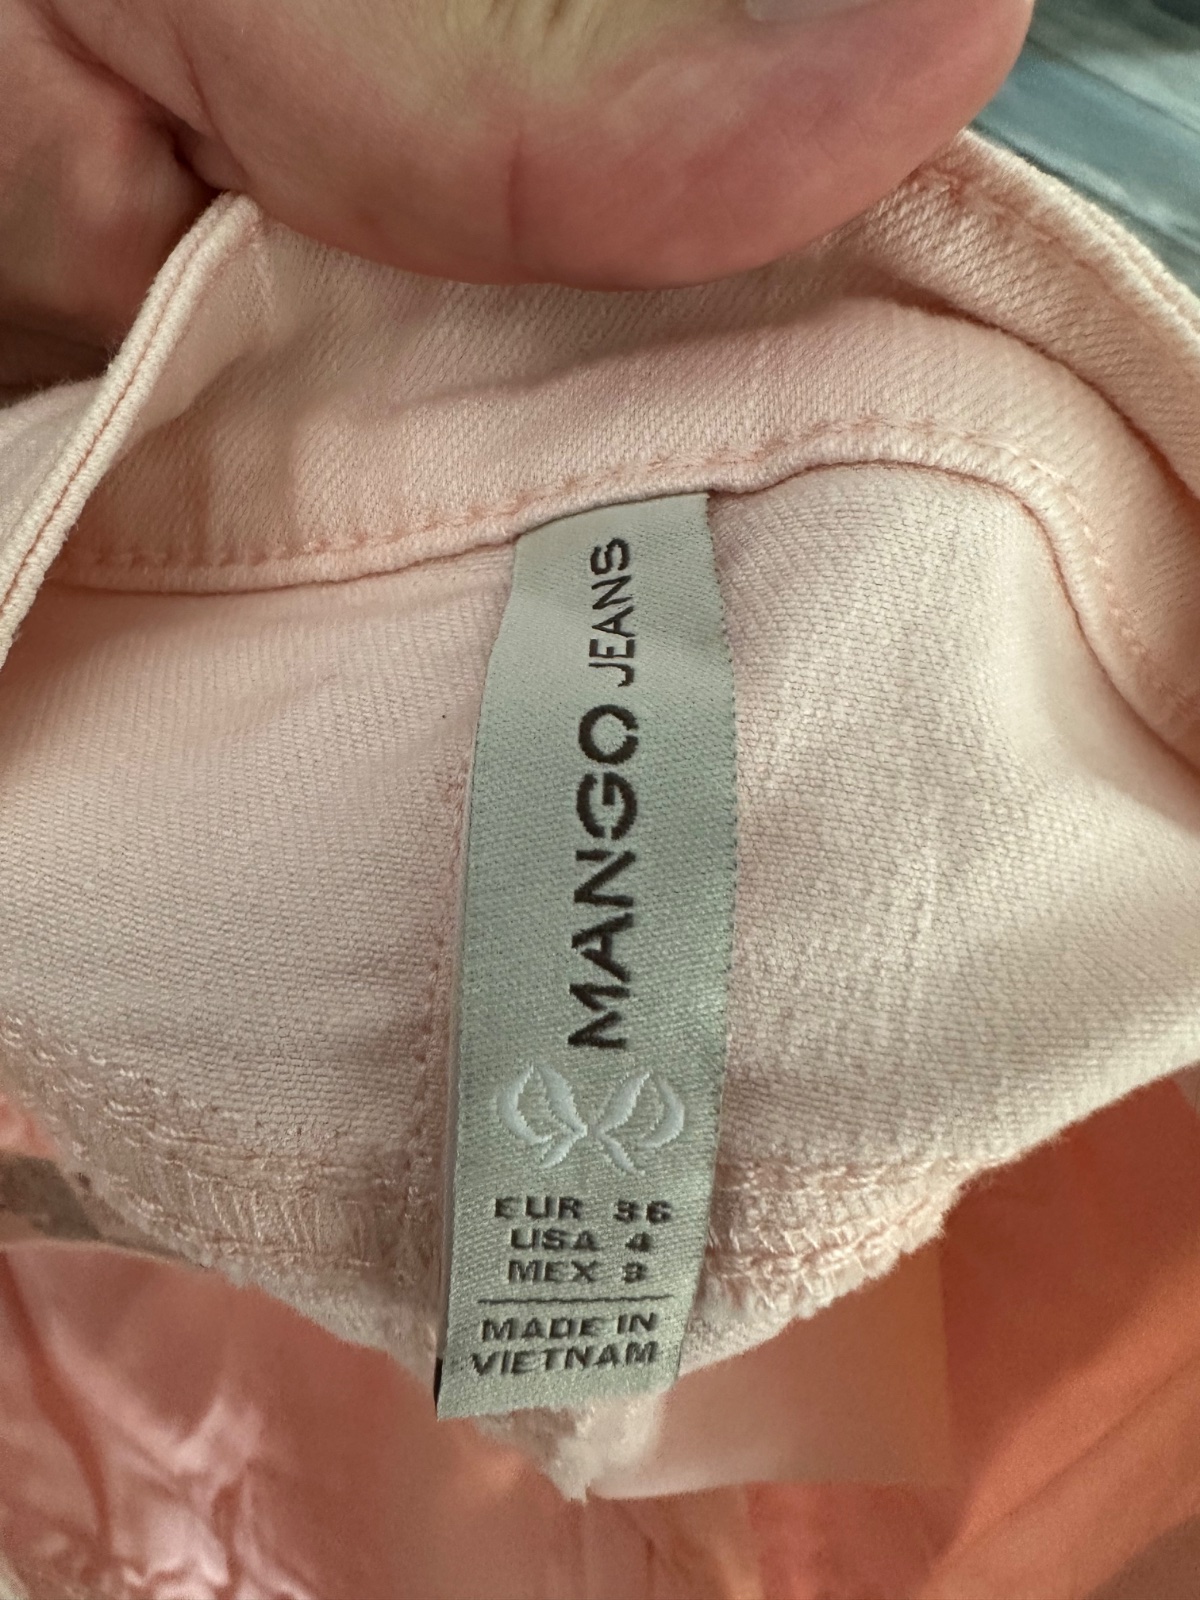 MANGO JEANS
EUR 36
USA 4
MEX 3
MADE IN
VIETNAM